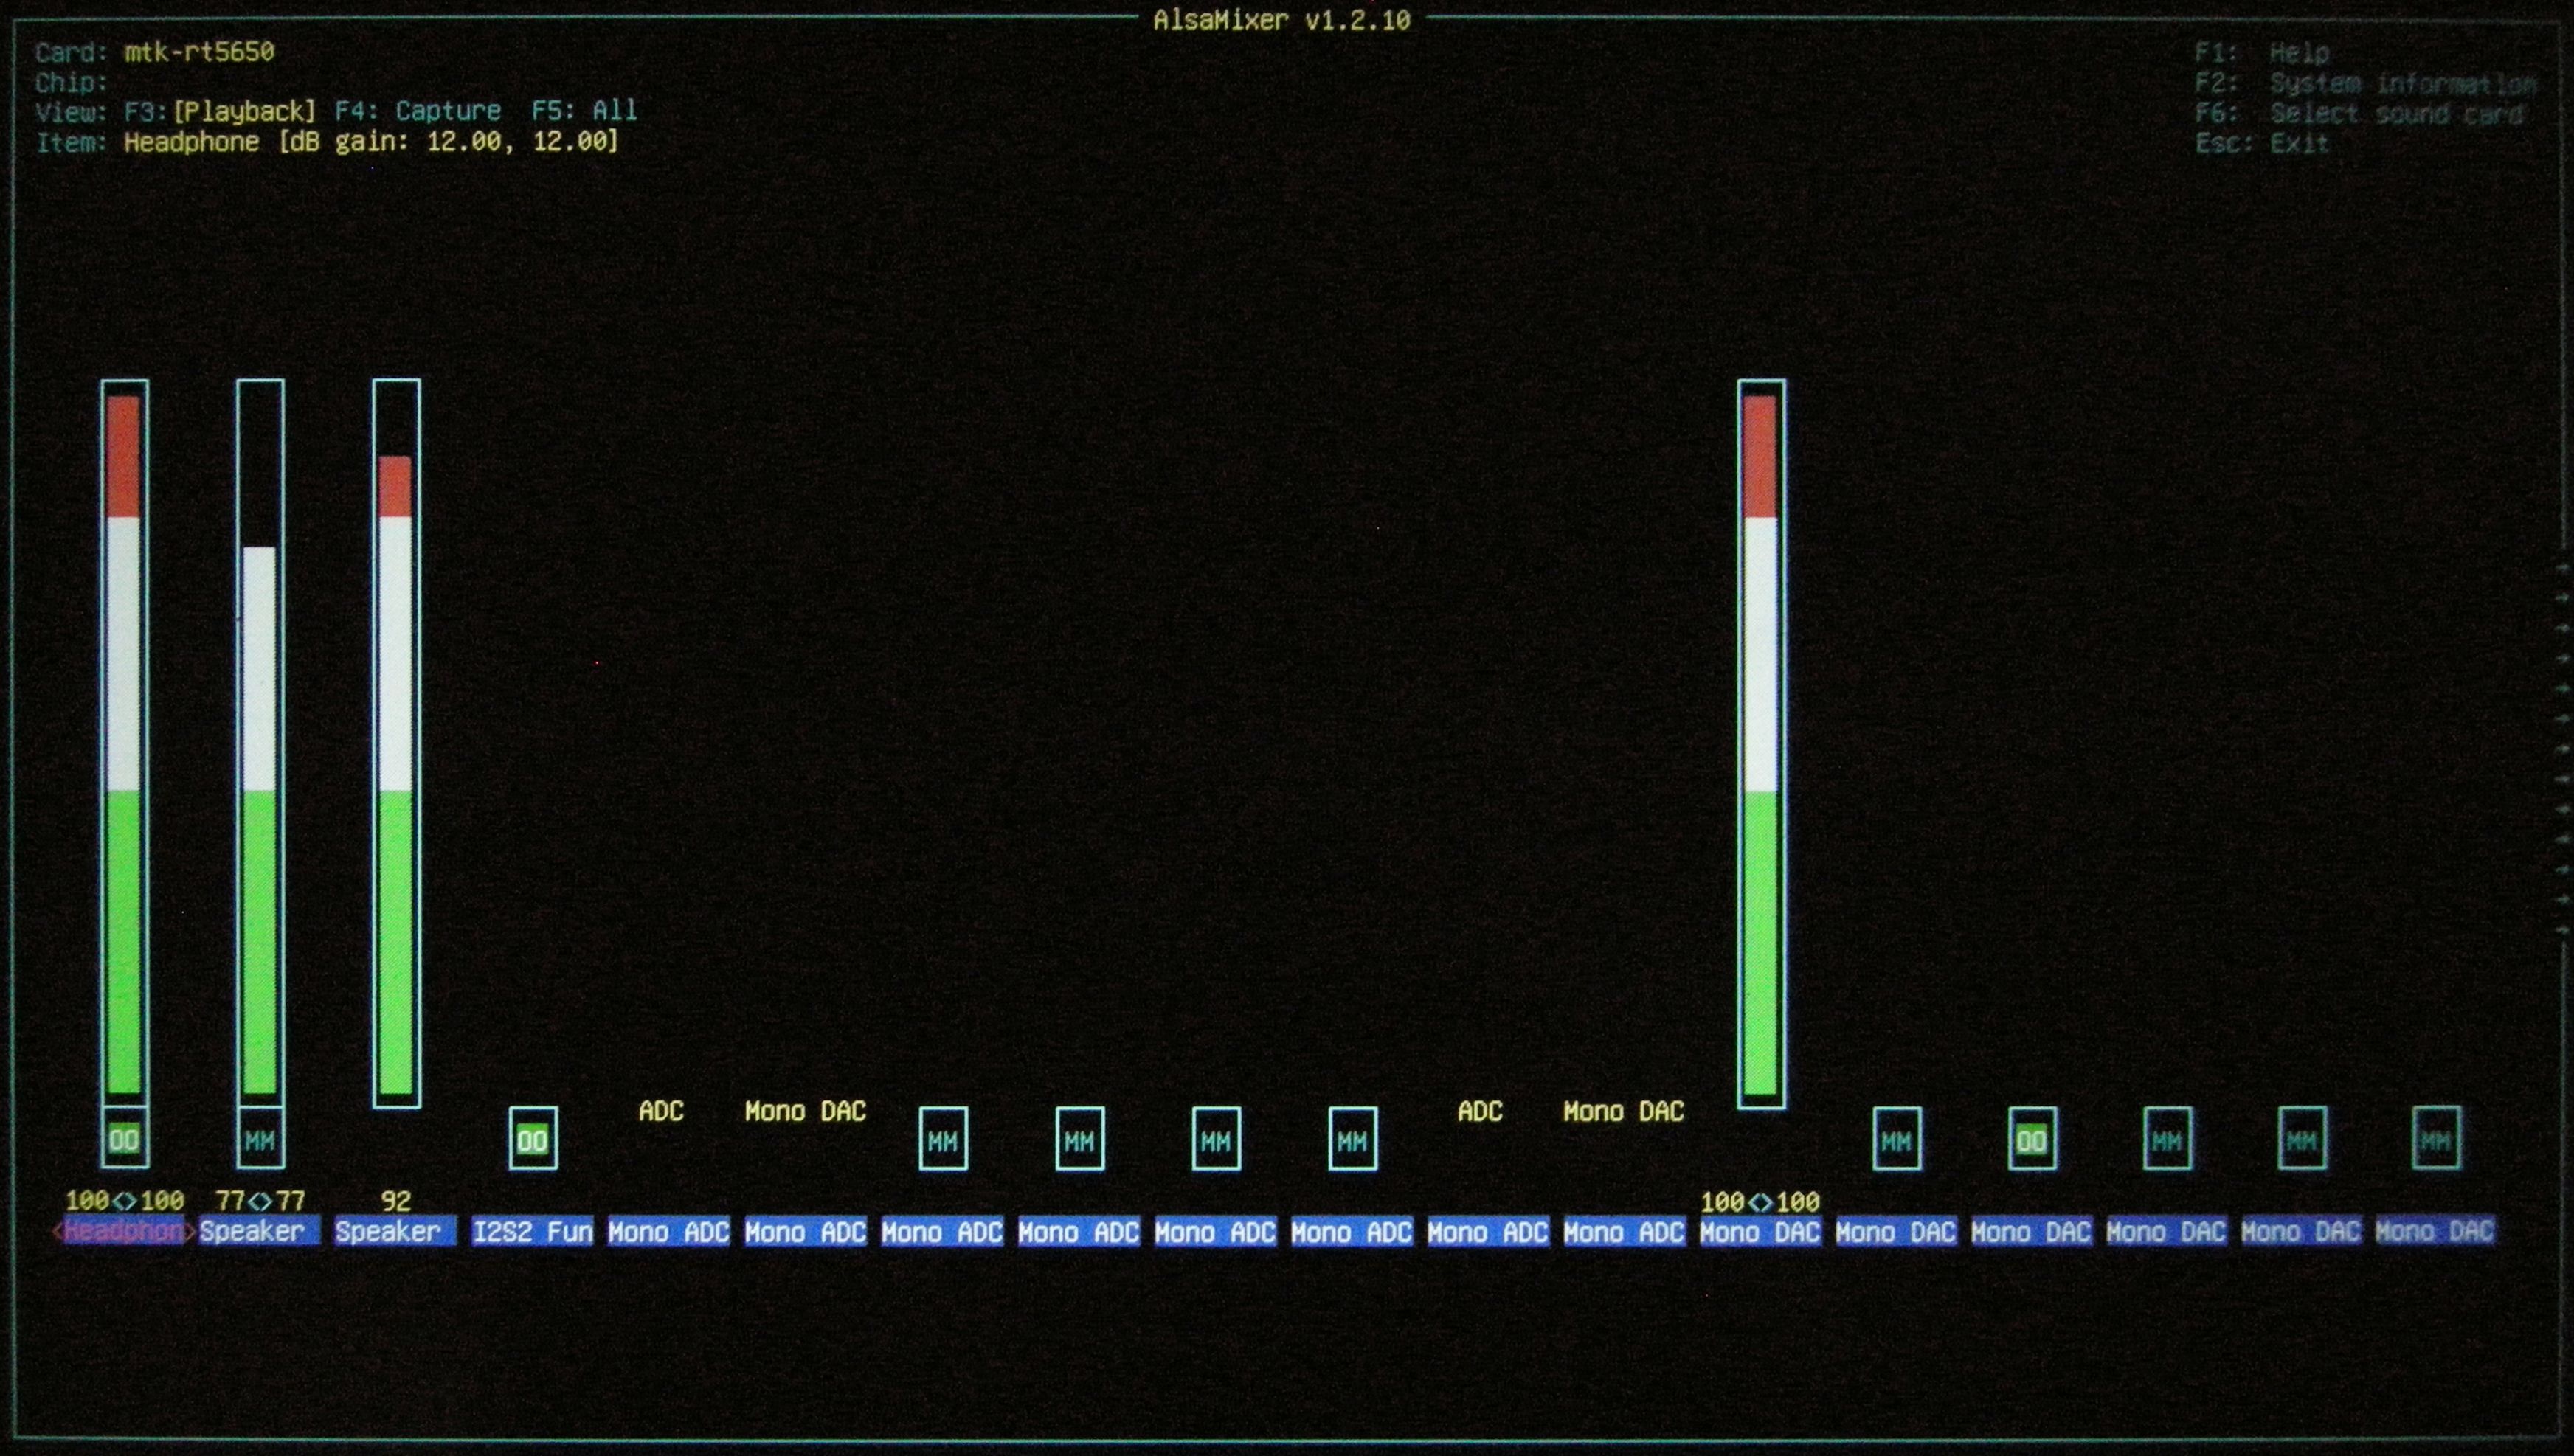 AlsaMixer v1.2.10
Card: mtk-rt5650
F1: Help
Chip:
F2: System information
View: F3:[Playback] F4: Capture F5: All
F6: Select sound card
Item: Headphone [dB gain: 12.00, 12.00]
Esc: Exit
ADC Mono DAC ADC Mono DAC
OO MM OO MM MM MM MM MM OO MM MM MM
100<>100 77<>77 92 100<>100
<Headphon> Speaker Speaker I2S2 Fun Mono ADC Mono ADC Mono ADC Mono ADC Mono ADC Mono ADC Mono ADC Mono ADC Mono DAC Mono DAC Mono DAC Mono DAC Mono DAC Mono DAC